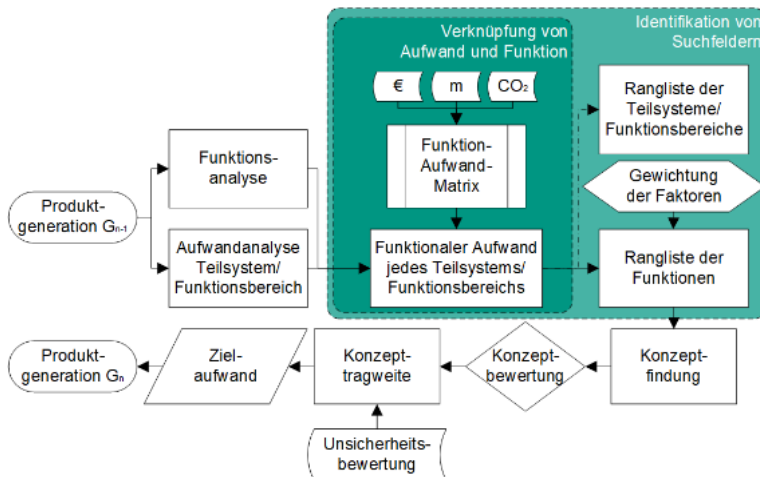 Verknüpfung von
Aufwand und Funktion
Identifikation von
Suchfeldern
€
m
CO₂
Rangliste der
Teilsysteme/
Funktionsbereiche
Funktions-
analyse
Funktion-
Aufwand-
Matrix
Gewichtung
der Faktoren
Produkt-
generation Gₙ₋₁
Aufwandanalyse
Teilsystem/
Funktionsbereich
Funktionaler Aufwand
jedes Teilsystems/
Funktionsbereichs
Rangliste der
Funktionen
Produkt-
generation Gₙ
Ziel-
aufwand
Konzept-
tragweite
Konzept-
bewertung
Konzept-
findung
Unsicherheits-
bewertung